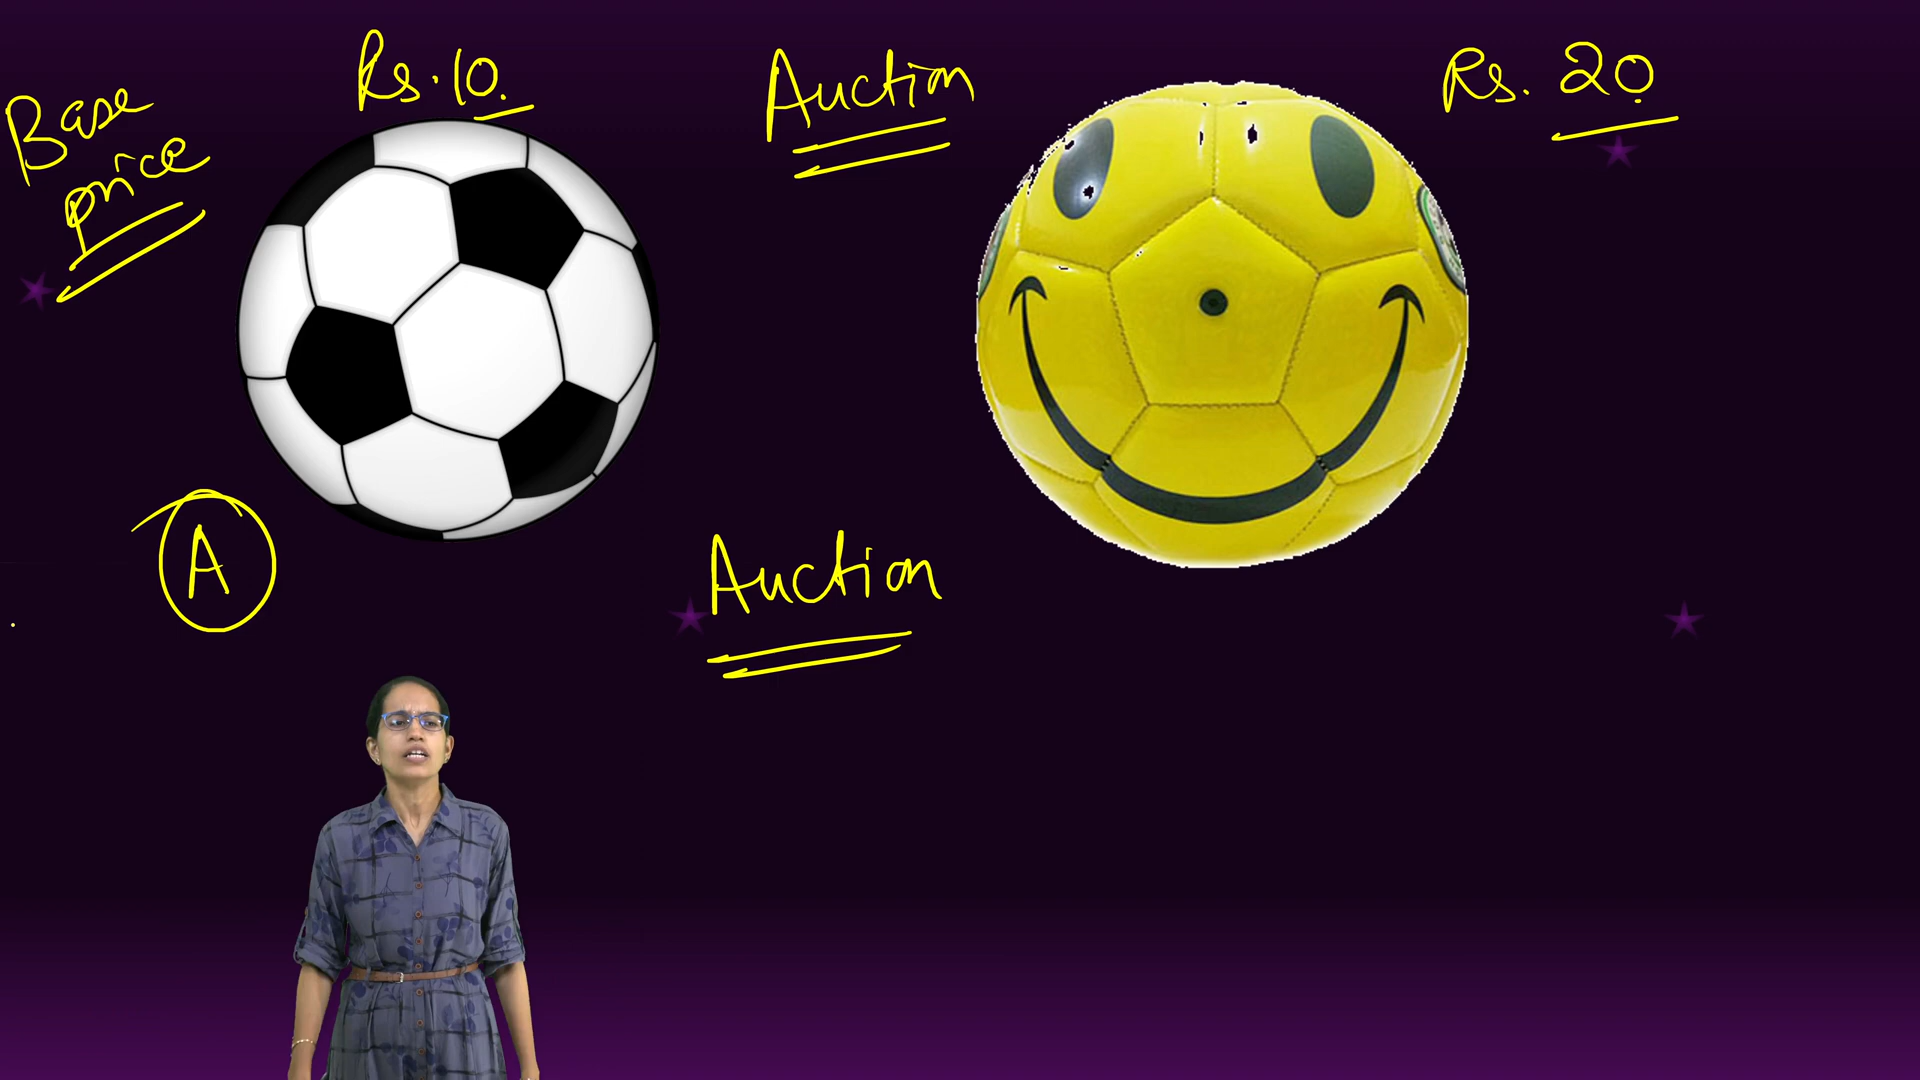 Base
price
Rs. 10.
Auction
Rs. 20
A
Auction